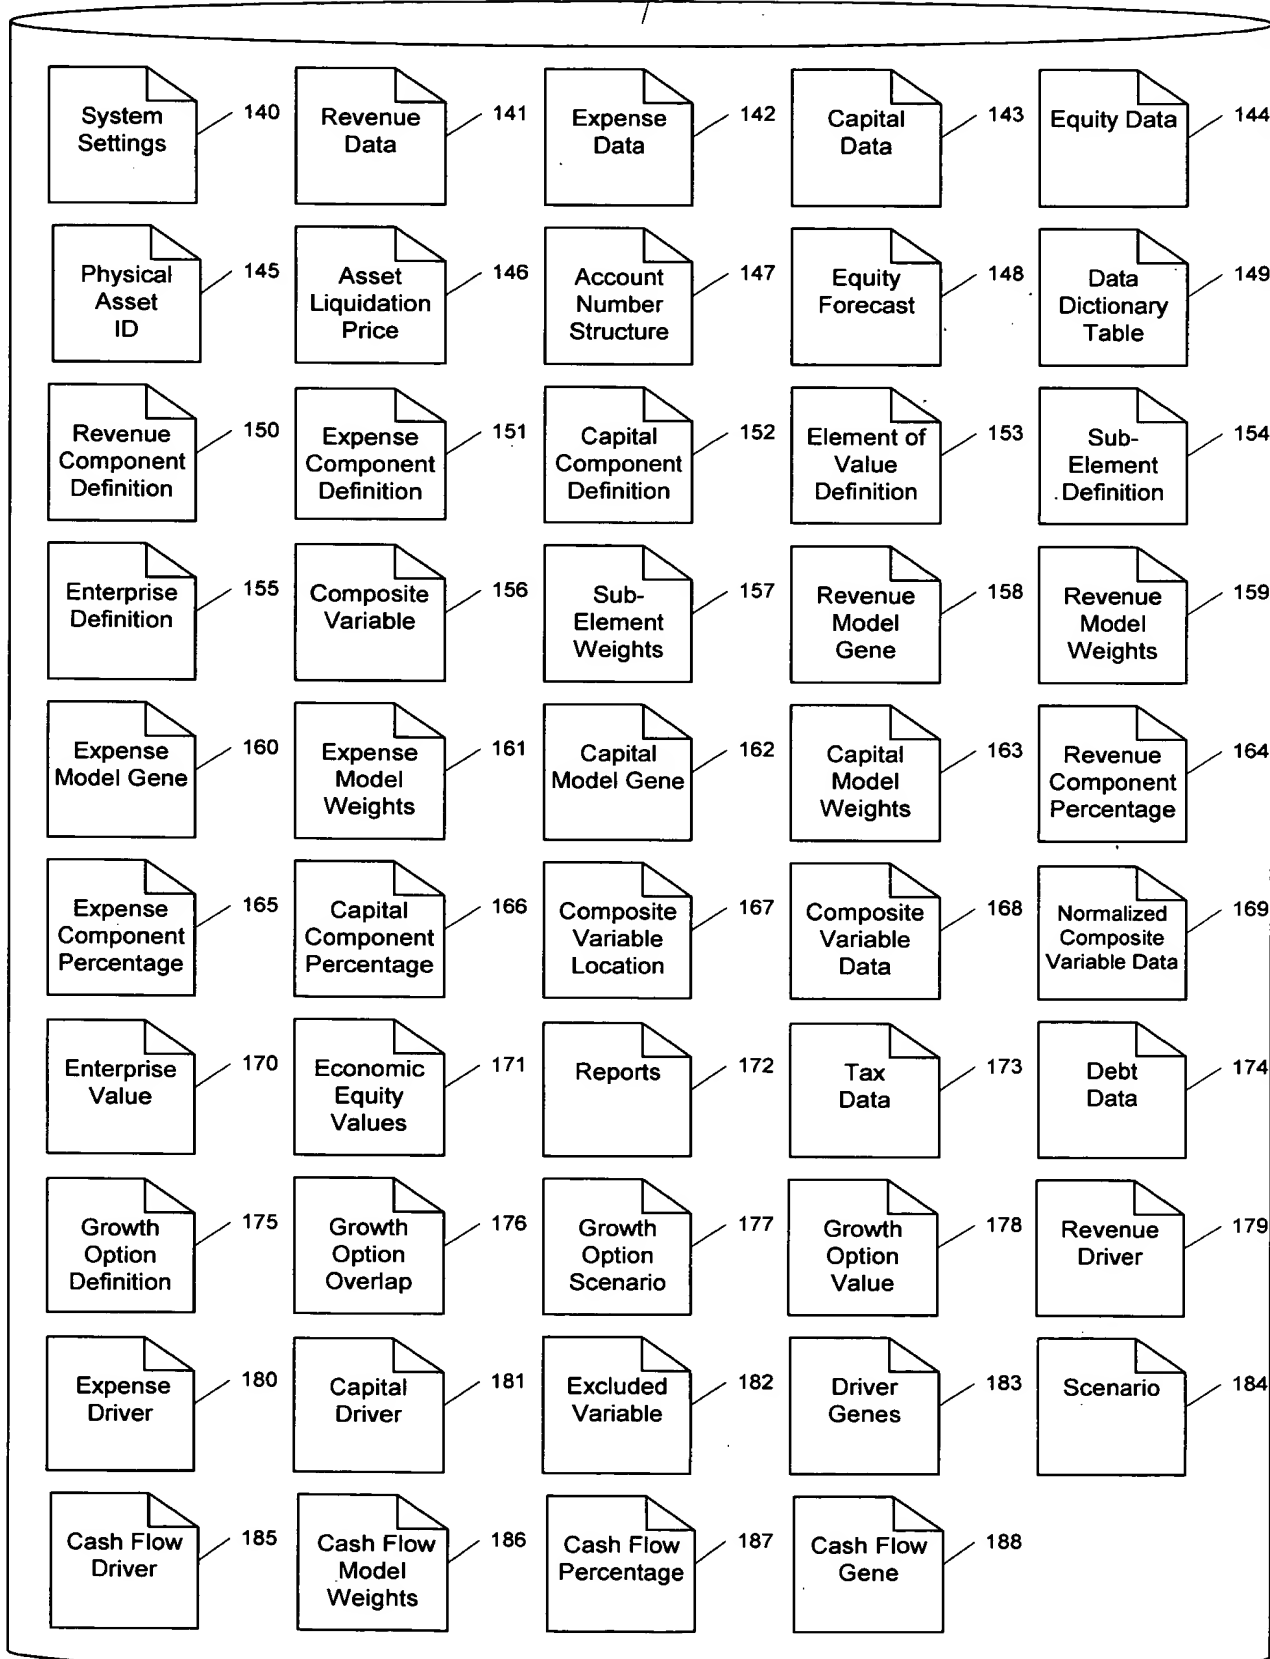 System
Settings
140
Revenue
Data
141
Expense
Data
142
Capital
Data
143
Equity Data
144
Physical
Asset
ID
145
Asset
Liquidation
Price
146
Account
Number
Structure
147
Equity
Forecast
148
Data
Dictionary
Table
149
Revenue
Component
Definition
150
Expense
Component
Definition
151
Capital
Component
Definition
152
Element of
Value
Definition
153
Sub-
Element
Definition
154
Enterprise
Definition
155
Composite
Variable
156
Sub-
Element
Weights
157
Revenue
Model
Gene
158
Revenue
Model
Weights
159
Expense
Model Gene
160
Expense
Model
Weights
161
Capital
Model Gene
162
Capital
Model
Weights
163
Revenue
Component
Percentage
164
Expense
Component
Percentage
165
Capital
Component
Percentage
166
Composite
Variable
Location
167
Composite
Variable
Data
168
Normalized
Composite
Variable Data
169
Enterprise
Value
170
Economic
Equity
Values
171
Reports
172
Tax
Data
173
Debt
Data
174
Growth
Option
Definition
175
Growth
Option
Overlap
176
Growth
Option
Scenario
177
Growth
Option
Value
178
Revenue
Driver
179
Expense
Driver
180
Capital
Driver
181
Excluded
Variable
182
Driver
Genes
183
Scenario
184
Cash Flow
Driver
185
Cash Flow
Model
Weights
186
Cash Flow
Percentage
187
Cash Flow
Gene
188